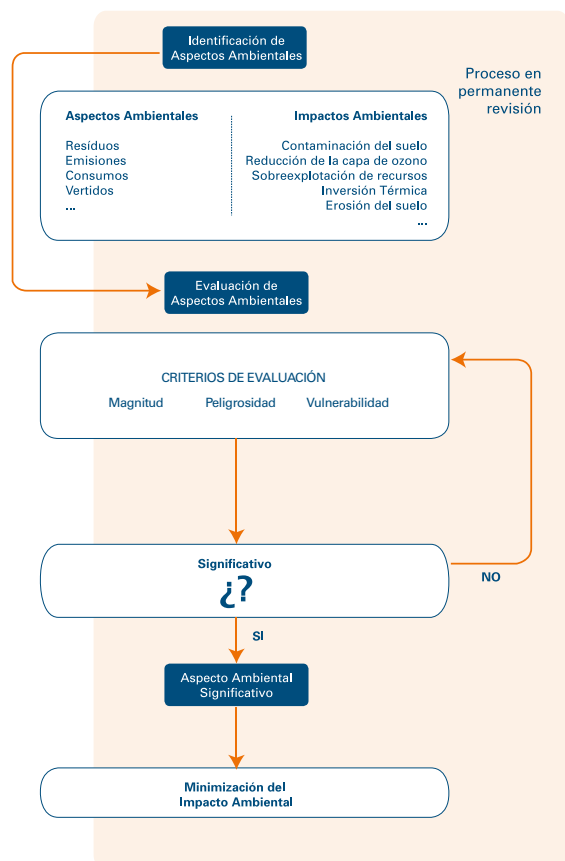 Identificación de
Aspectos Ambientales
Proceso en
permanente
revisión
Aspectos Ambientales
Resíduos
Emisiones
Consumos
Vertidos
...
Impactos Ambientales
Contaminación del suelo
Reducción de la capa de ozono
Sobreexplotación de recursos
Inversión Térmica
Erosión del suelo
...
Evaluación de
Aspectos Ambientales
CRITERIOS DE EVALUACIÓN
Magnitud Peligrosidad Vulnerabilidad
Significativo
¿?
NO
SI
Aspecto Ambiental
Significativo
Minimización del
Impacto Ambiental